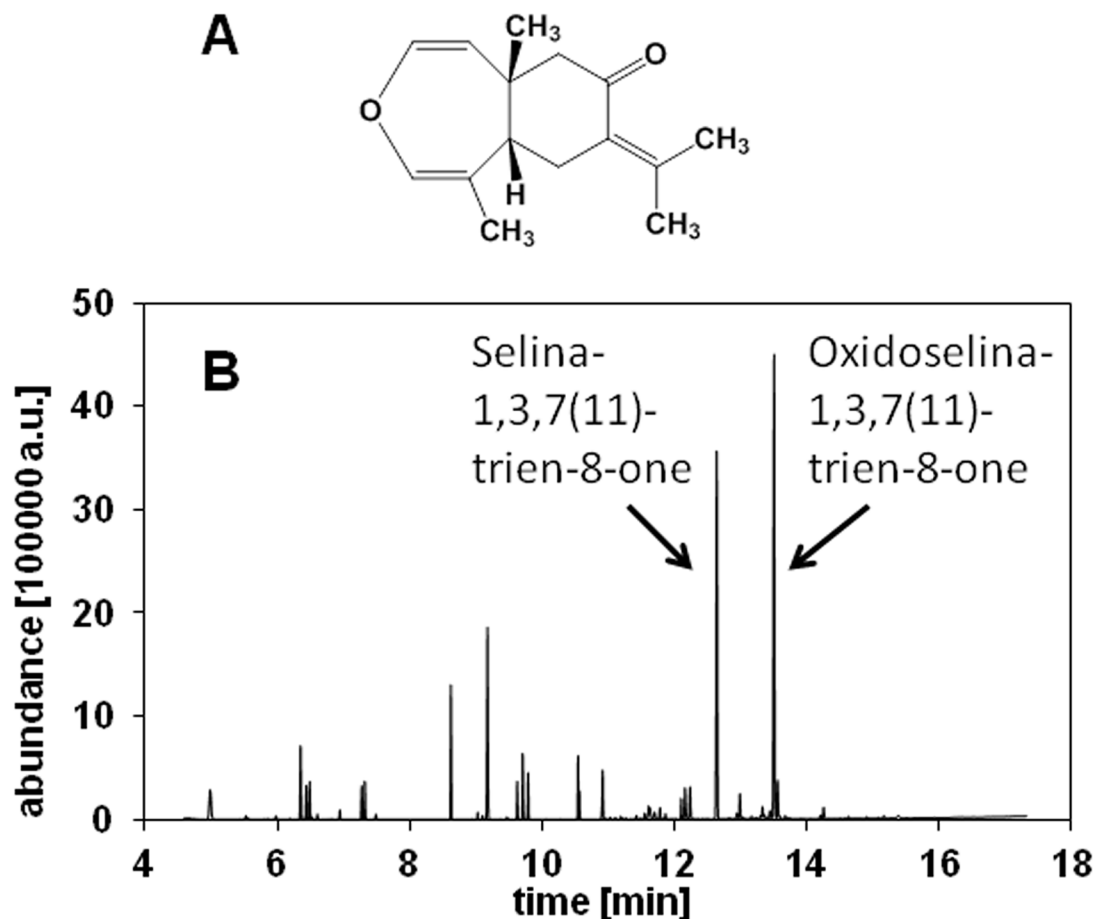 A
CH₃
O
O
CH₃
H
CH₃
CH₃
50
B
Selina-
1,3,7(11)-
trien-8-one
Oxidoselina-
1,3,7(11)-
trien-8-one
40
30
20
10
0
abundance [100000 a.u.]
4 6 8 10 12 14 16 18
time [min]